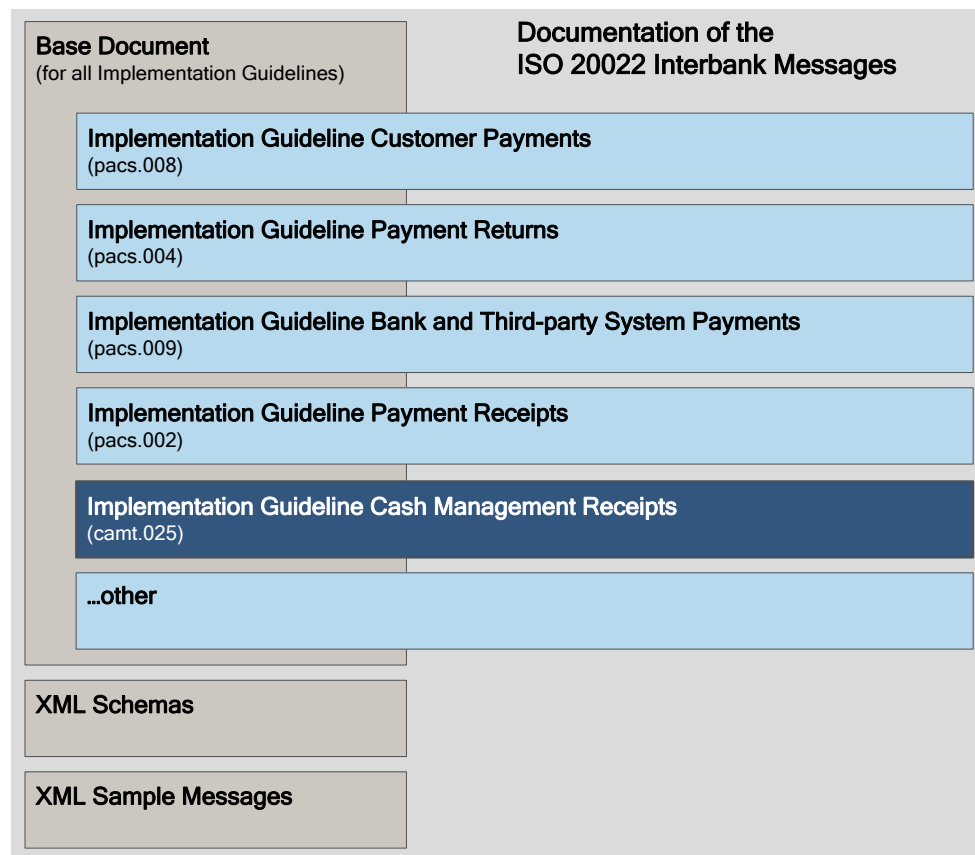 Documentation of the
ISO 20022 Interbank Messages
Base Document
(for all Implementation Guidelines)
Implementation Guideline Customer Payments
(pacs.008)
Implementation Guideline Payment Returns
(pacs.004)
Implementation Guideline Bank and Third-party System Payments
(pacs.009)
Implementation Guideline Payment Receipts
(pacs.002)
Implementation Guideline Cash Management Receipts
(camt.025)
...other
XML Schemas
XML Sample Messages